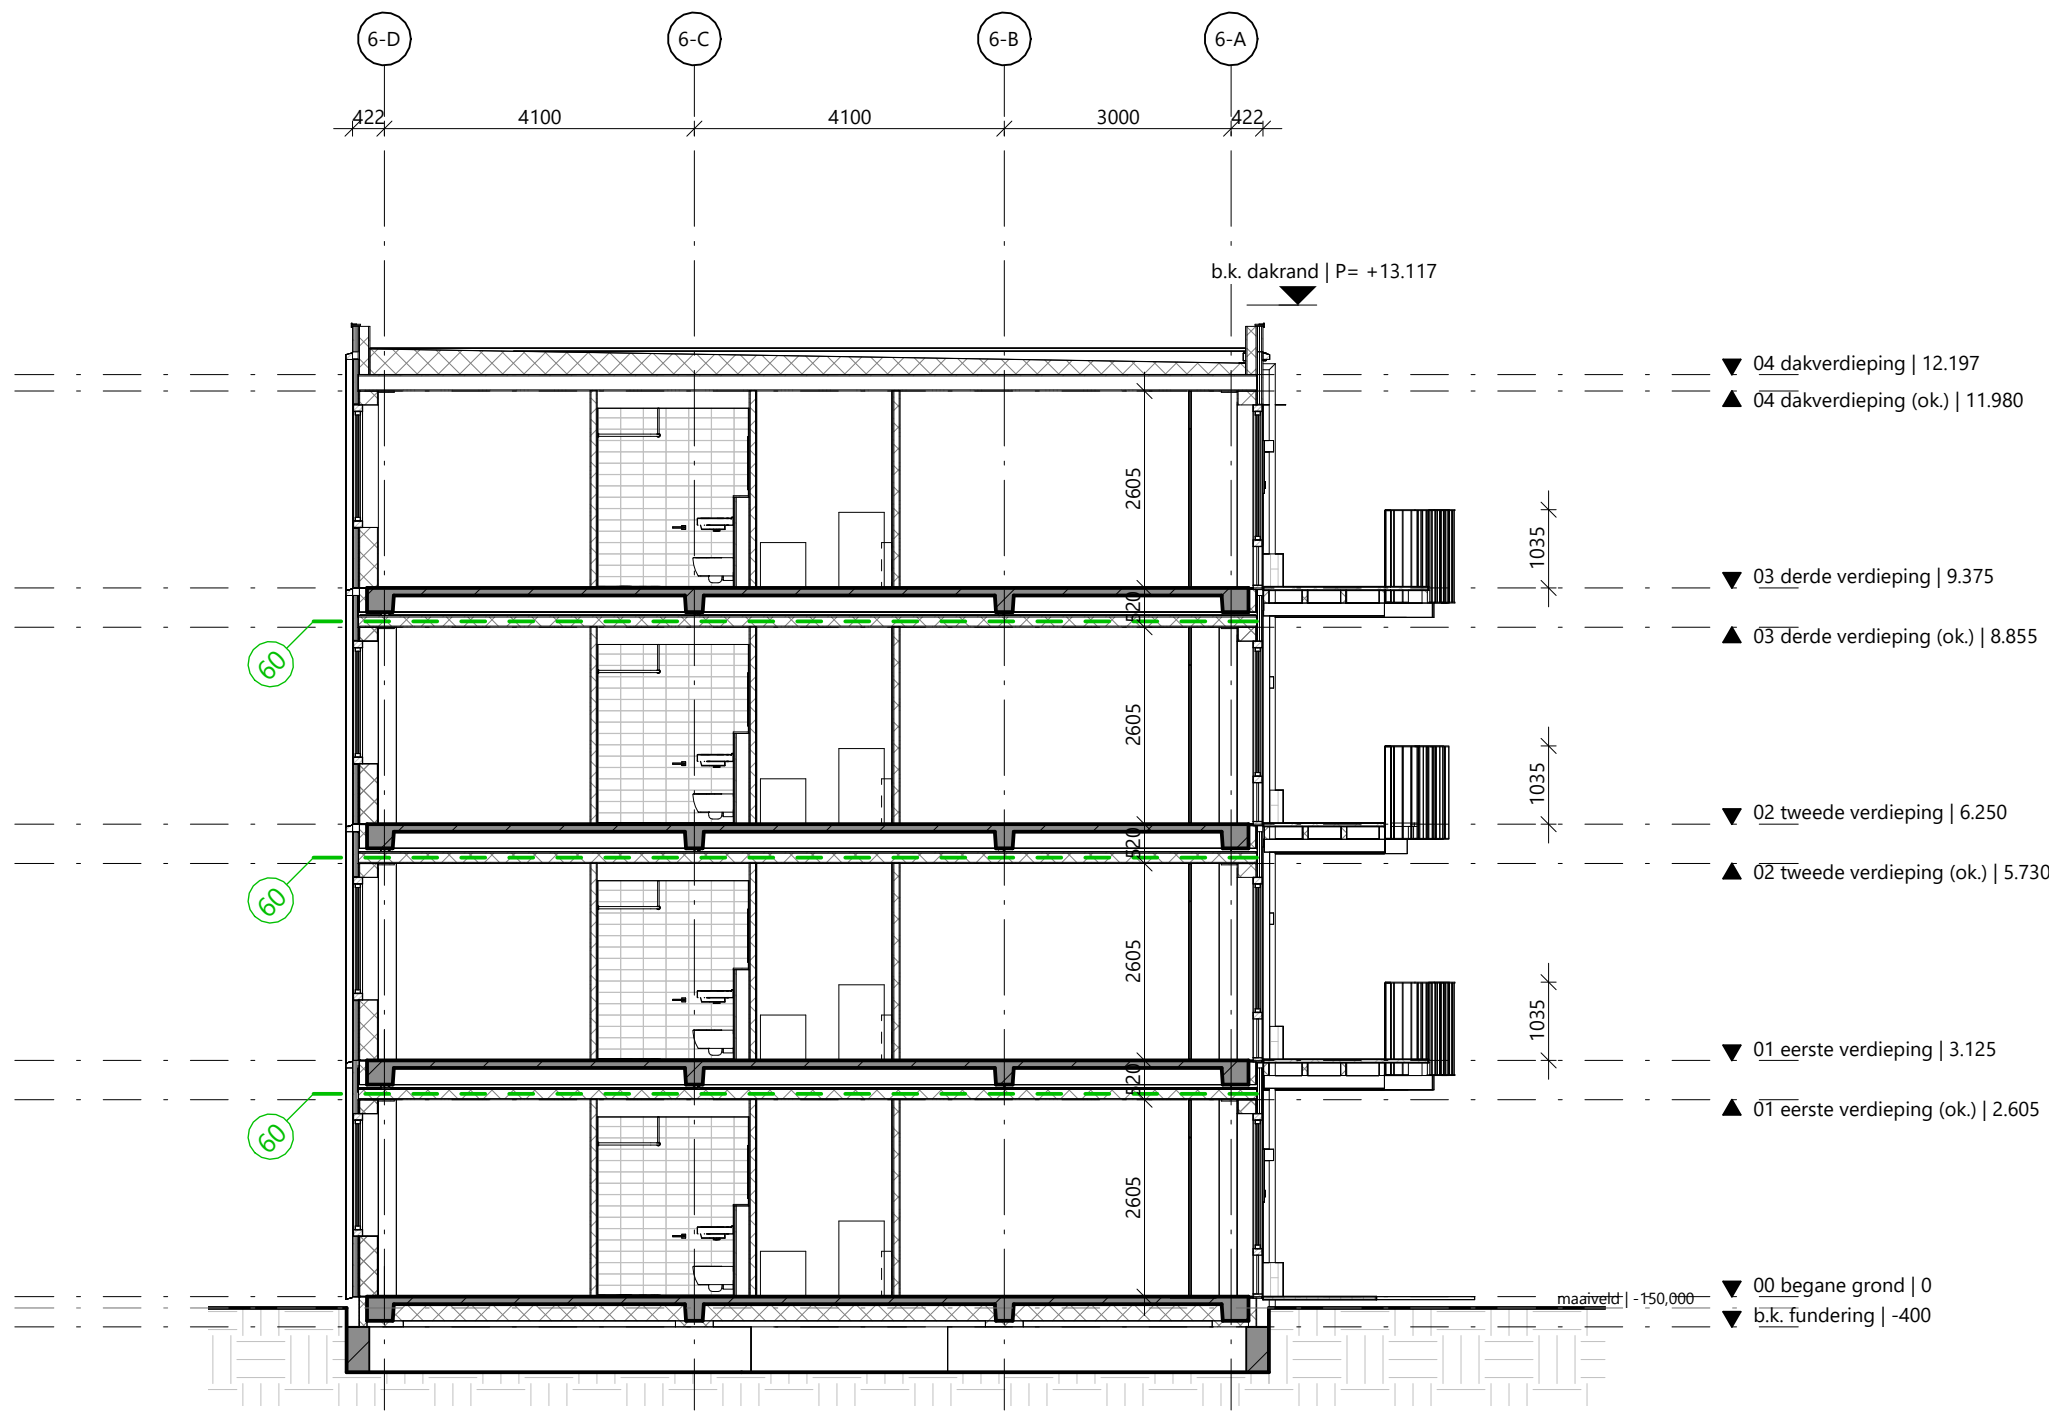 6-D
6-C
6-B
6-A
422
4100
4100
3000
422
b.k. dakrand | P= +13.117
04 dakverdieping | 12.197
04 dakverdieping (ok.) | 11.980
2605
1035
03 derde verdieping | 9.375
520
03 derde verdieping (ok.) | 8.855
60
2605
1035
02 tweede verdieping | 6.250
520
02 tweede verdieping (ok.) | 5.730
60
2605
1035
01 eerste verdieping | 3.125
520
01 eerste verdieping (ok.) | 2.605
60
2605
00 begane grond | 0
maaiveld | -150,000
b.k. fundering | -400